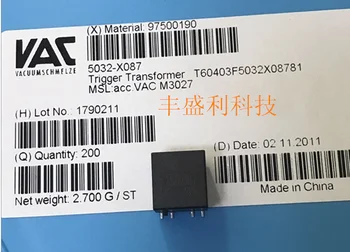 (X) Material: 97500190
VAC
VACUUMSCHMELZE
5032-X087
Trigger Transformer T60403F5032X08781
MSL:acc.VAC M3027
(H) Lot No.: 1790211
丰盛利科技
(Q) Quantity: 200
(D) Date: 02.11.2011
Net weight: 2.700 G / ST
Made in China